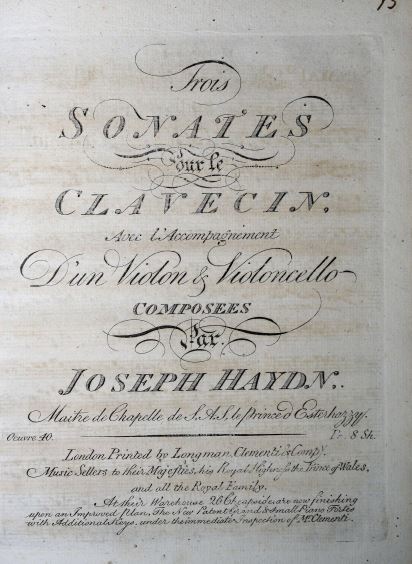 15
Trois
SONATES
Pour le
CLAVECIN.
Avec l'Accompagnement
D'un Violon & Violoncello
COMPOSEES
Par
JOSEPH HAYDN.
Maitre de Chapelle de S.A.S. le Prince d'Esterhazzy.
Oeuvre 40. Pr. 8 Sh.
London Printed by Longman, Clementi & Compy.
Music Sellers to their Majesties, his Royal Highness the Prince of Wales,
and all the Royal Family.
At their Warehouse 26 Cheapside, are now finishing
upon an Improved Plan, The New Patent Grand & Small Piano Fortes
with Additional Keys, under the immediate Inspection of Mr. Clementi.